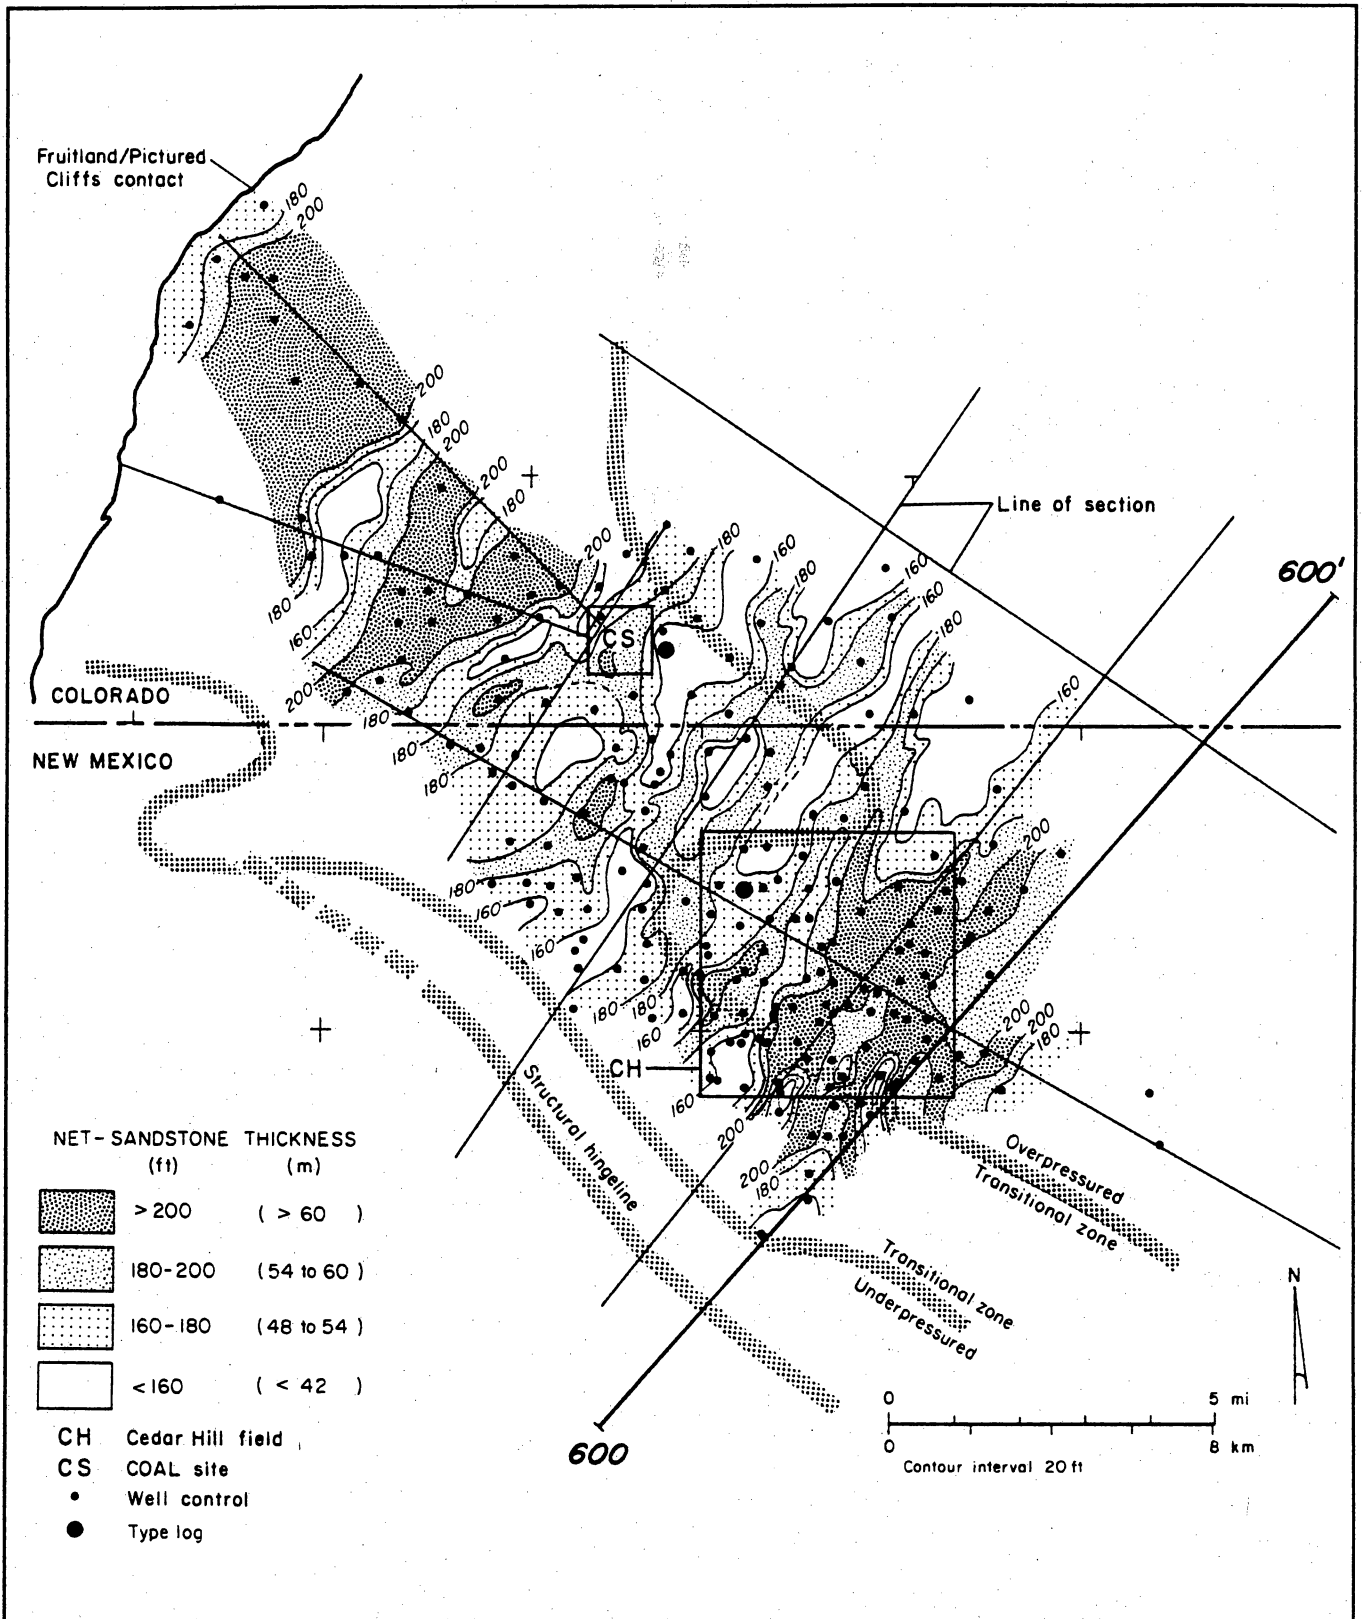 Fruitland/Pictured
Cliffs contact
180
200
200
180
200
200
180
200
180
160
180
160
160
180
180
160
200
Line of section
600'
CS
COLORADO
NEW MEXICO
200
180
180
180
160
200
180
160
160
180
180
160
CH
160
200
200
180
200
200
180
Structural hingeline
Overpressured
Transitional zone
Transitional zone
Underpressured
NET-SANDSTONE THICKNESS
(ft) (m)
>200 ( > 60 )
180-200 (54 to 60 )
160-180 (48 to 54 )
<160 ( < 42 )
CH Cedar Hill field
CS COAL site
Well control
Type log
600
N
0 5 mi
0 8 km
Contour interval 20 ft